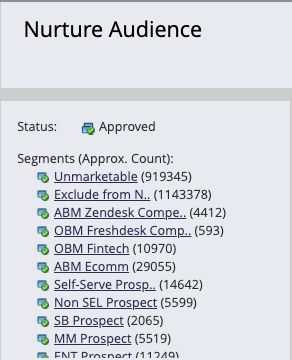 Nurture Audience
Status: Approved
Segments (Approx. Count):
Unmarketable (919345)
Exclude from N.. (1143378)
ABM Zendesk Compe.. (4412)
OBM Freshdesk Comp.. (593)
OBM Fintech (10970)
ABM Ecomm (29055)
Self-Serve Prosp.. (14642)
Non SEL Prospect (5599)
SB Prospect (2065)
MM Prospect (5519)
ENT Prospect (11249)